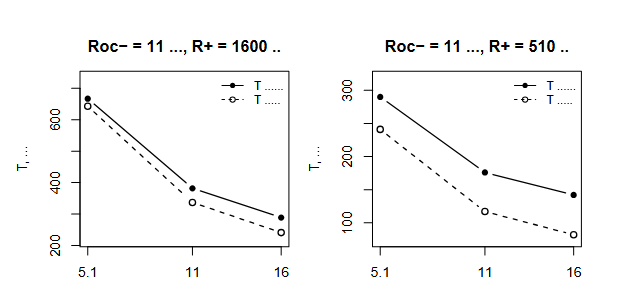 Roc− = 11 ..., R+ = 1600 ..
T .....
T .....
T, ...
600
400
200
5.1
11
16
Roc− = 11 ..., R+ = 510 ..
T .....
T .....
T, ...
300
200
100
5.1
11
16